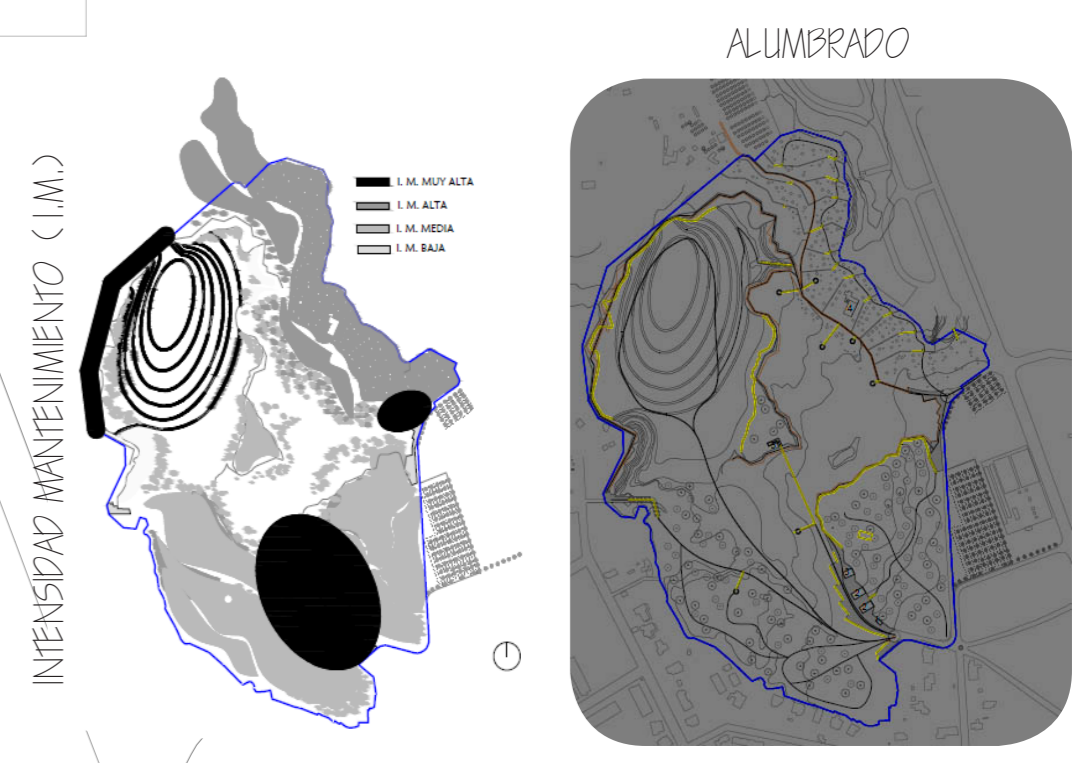 ALUMBRADO
INTENSIDAD MANTENIMIENTO (I.M.)
I. M. MUY ALTA
I. M. ALTA
I. M. MEDIA
I. M. BAJA